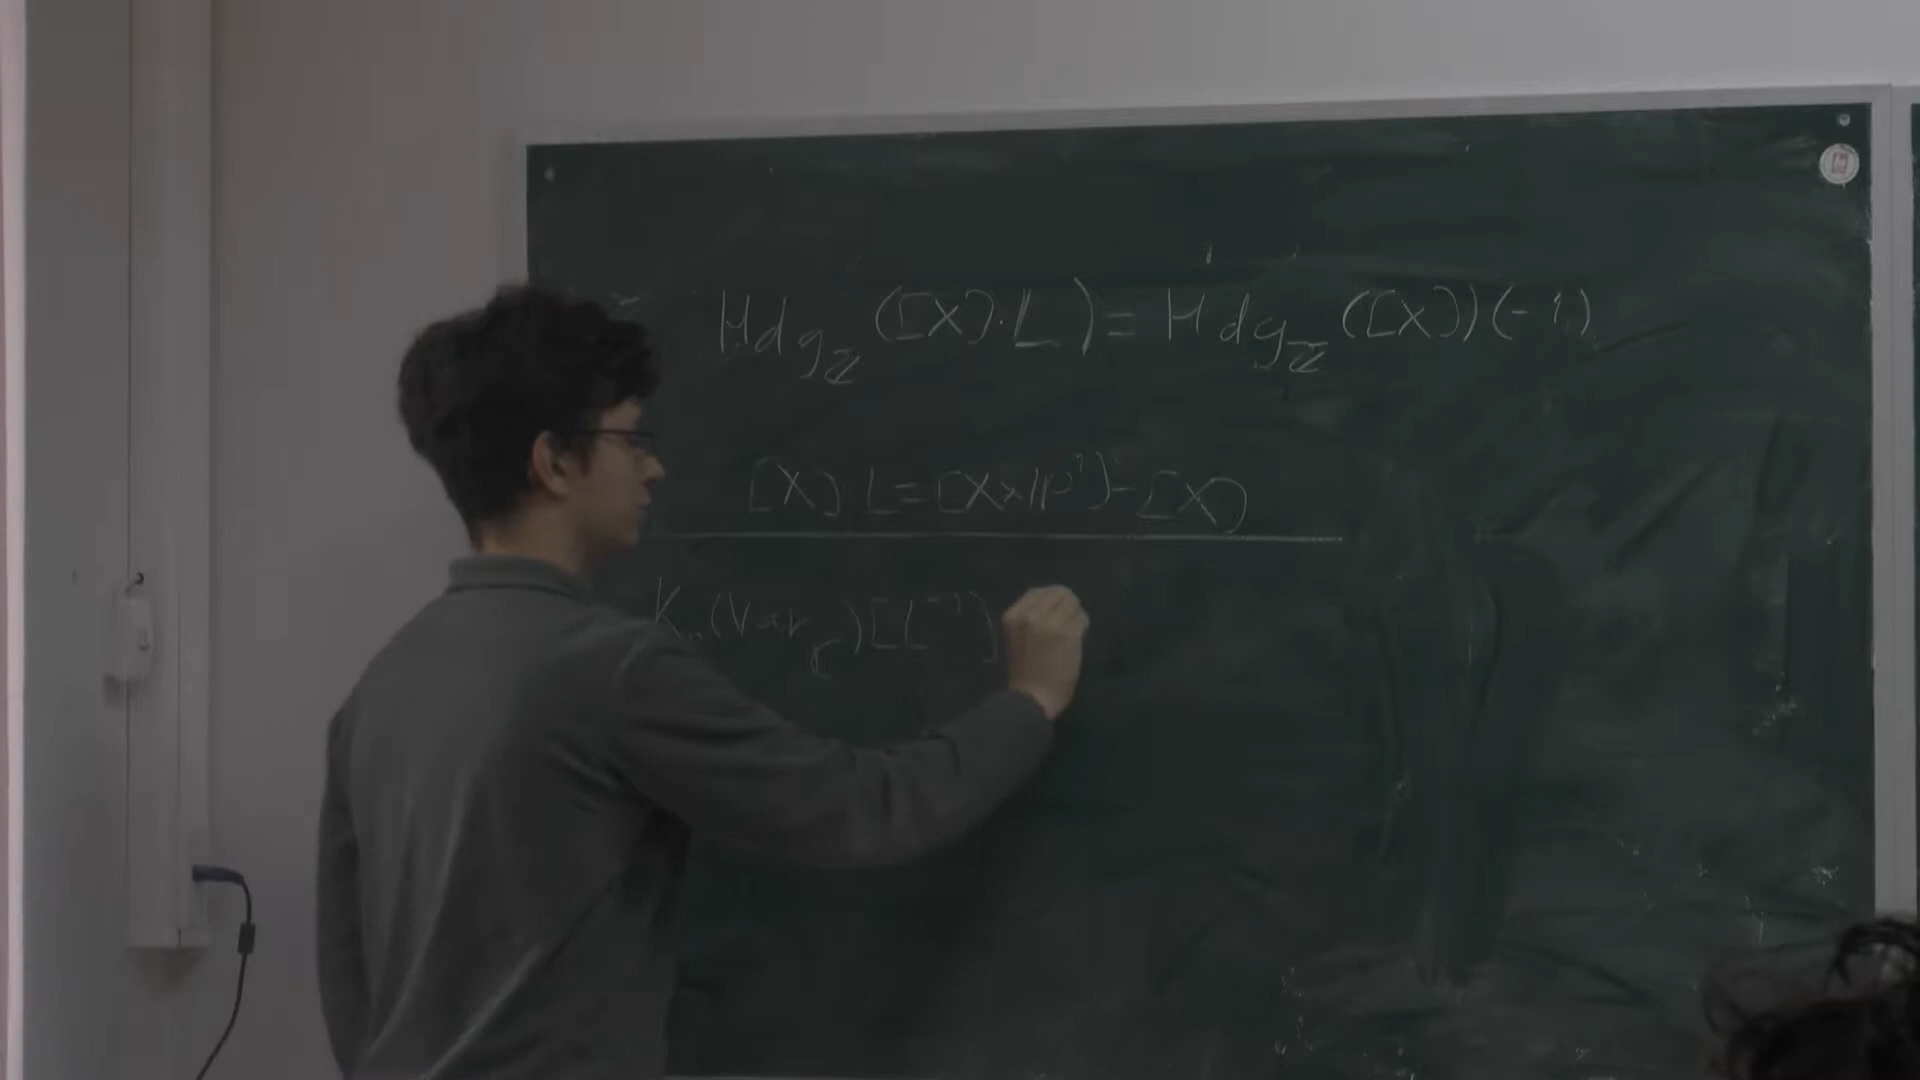 Hdg_ℤ([X]·L) = Hdg_ℤ([X])(-1)
[X]·L = [X×ℙ¹] - [X]
K₀(Var_ℂ)[L⁻¹]